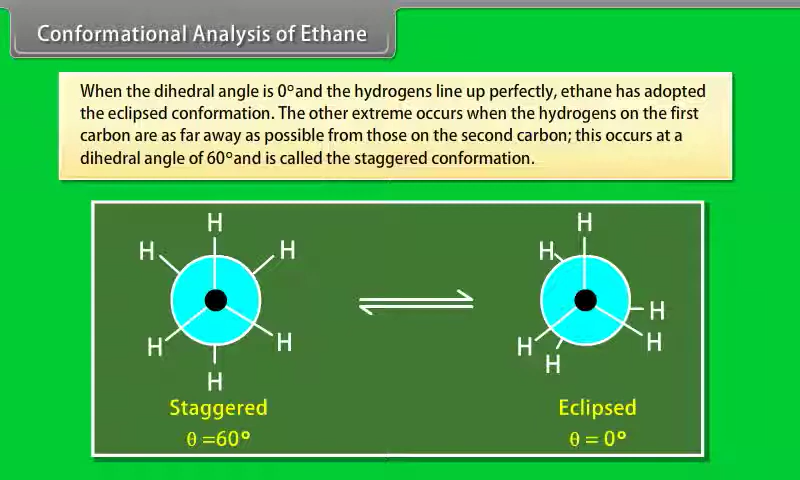 Conformational Analysis of Ethane
When the dihedral angle is 0° and the hydrogens line up perfectly, ethane has adopted
the eclipsed conformation. The other extreme occurs when the hydrogens on the first
carbon are as far away as possible from those on the second carbon; this occurs at a
dihedral angle of 60° and is called the staggered conformation.
H
H
H
H
H
H
Staggered
θ =60°
H
H
H
H
H
H
Eclipsed
θ = 0°